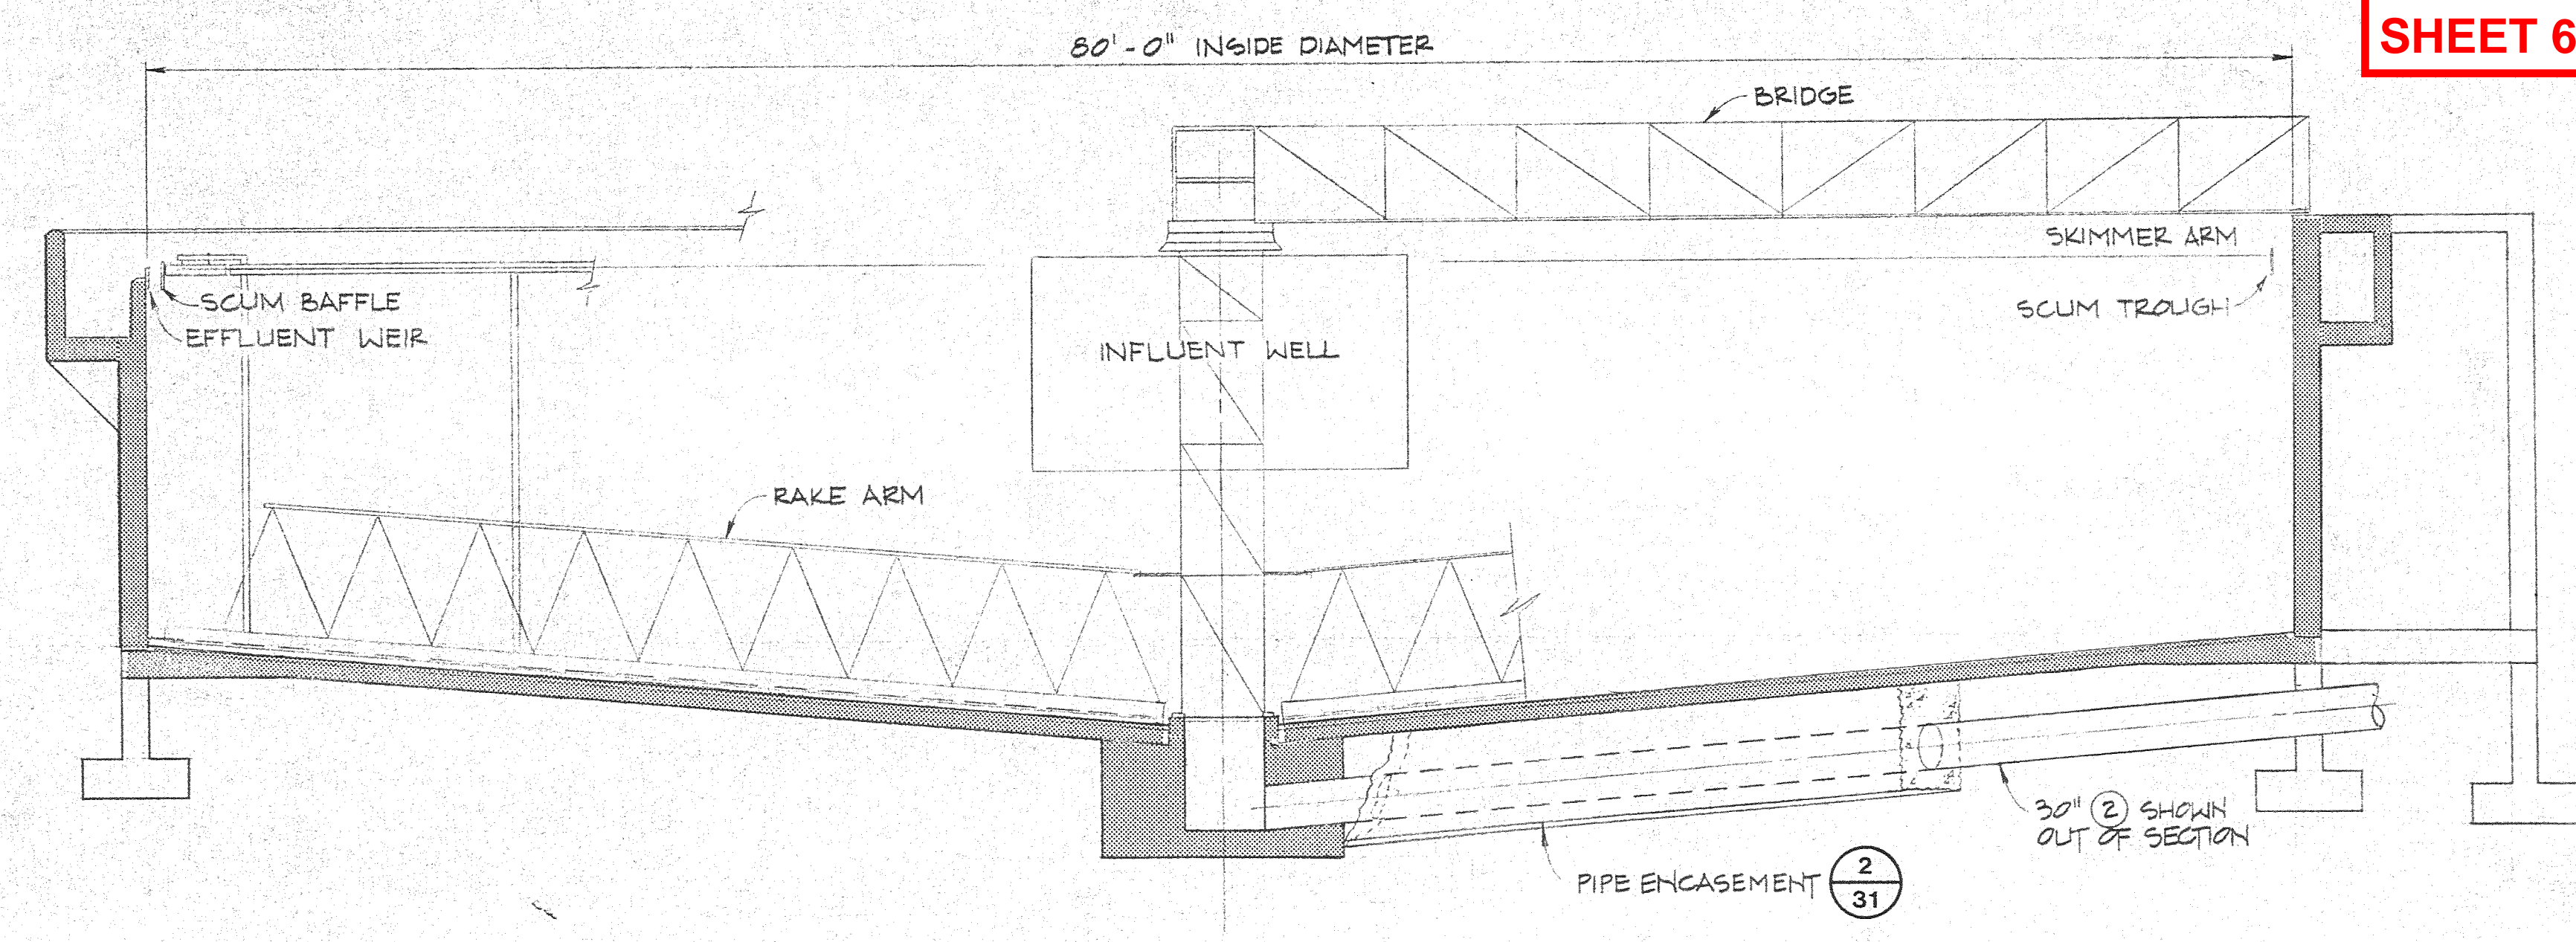 SHEET 6
80'-0" INSIDE DIAMETER
BRIDGE
SKIMMER ARM
SCUM BAFFLE
SCUM TROUGH
EFFLUENT WEIR
INFLUENT WELL
RAKE ARM
30" 2 SHOWN
OUT OF SECTION
PIPE ENCASEMENT
2
31